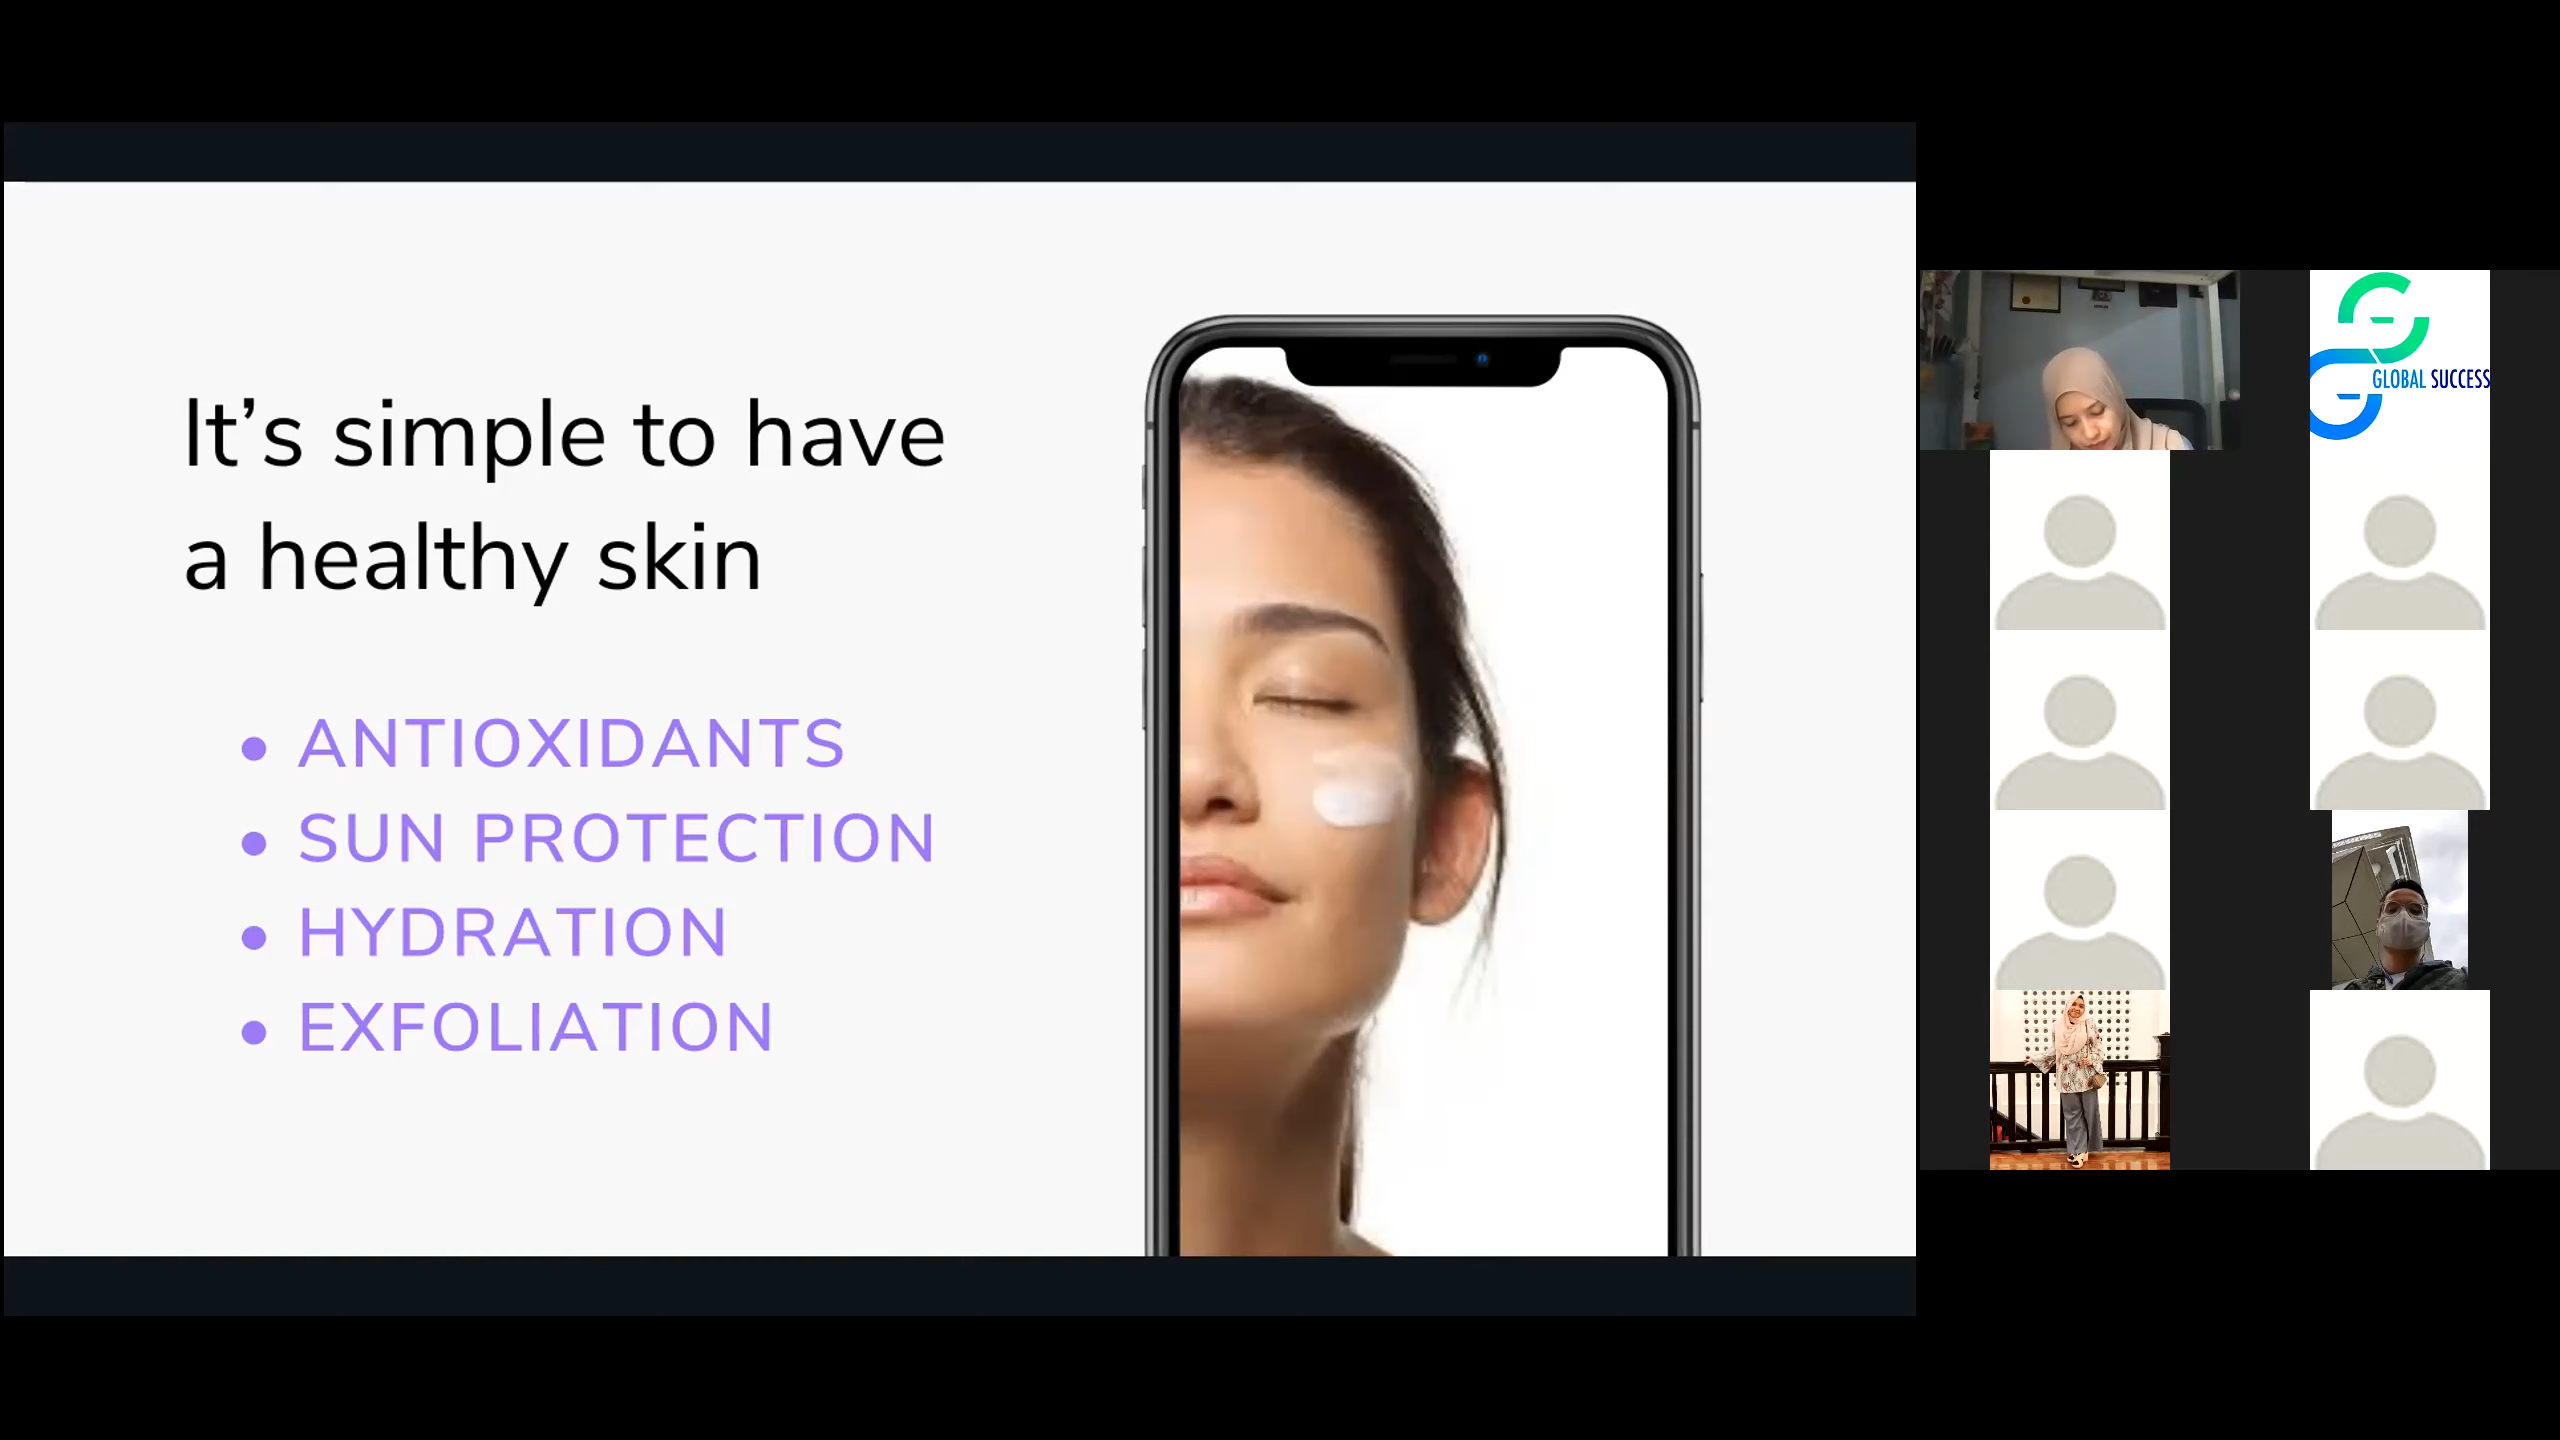 It’s simple to have
a healthy skin
• ANTIOXIDANTS
• SUN PROTECTION
• HYDRATION
• EXFOLIATION
GLOBAL SUCCESS